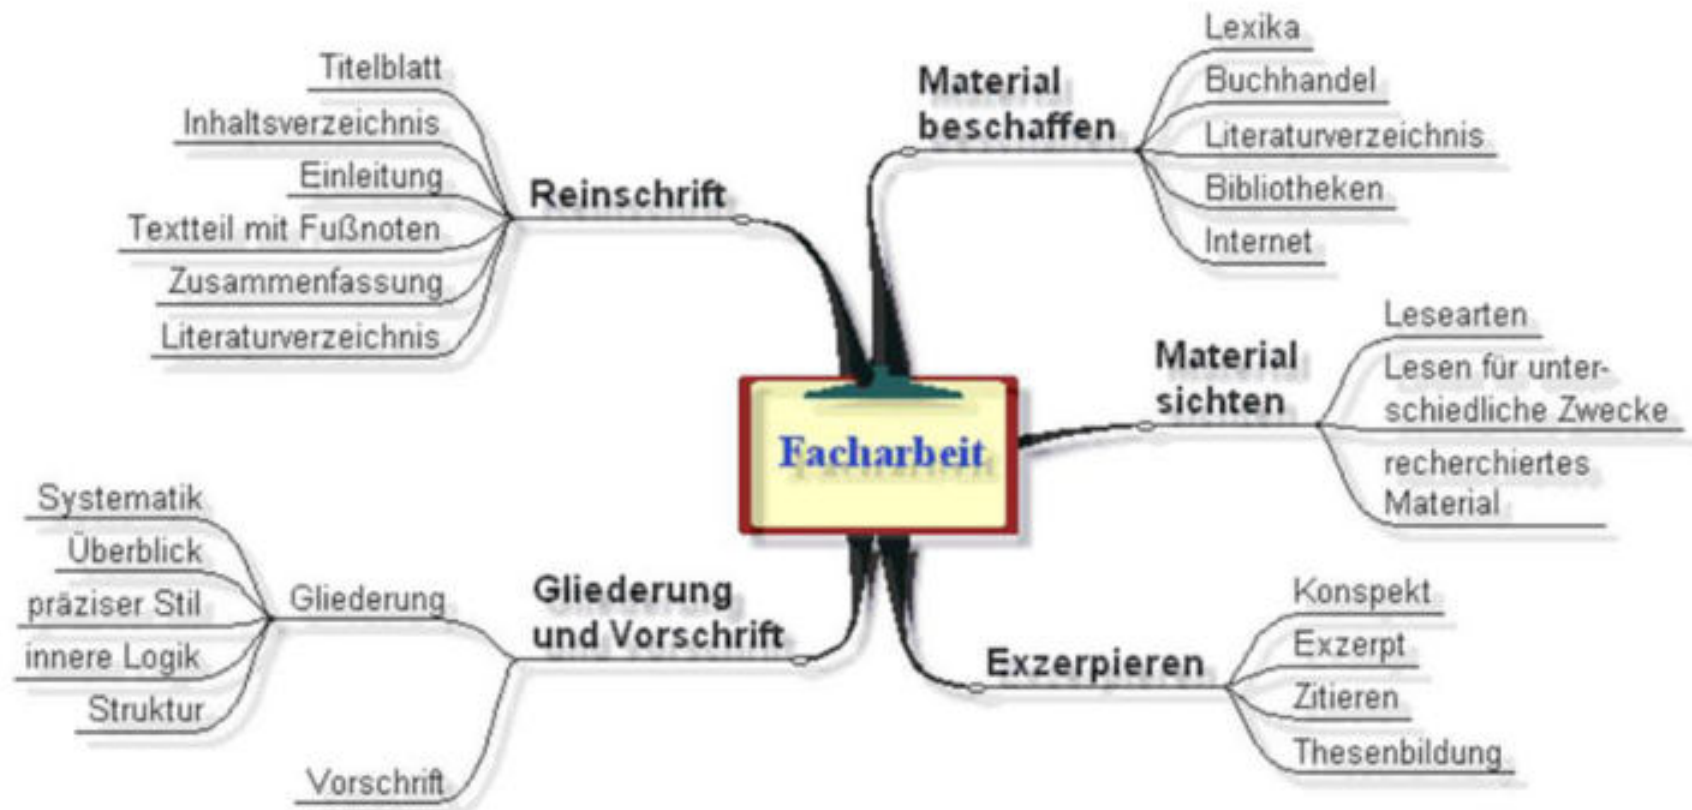 Facharbeit
Material
beschaffen
Lexika
Buchhandel
Literaturverzeichnis
Bibliotheken
Internet
Material
sichten
Lesearten
Lesen für unter-
schiedliche Zwecke
recherchiertes
Material
Exzerpieren
Konspekt
Exzerpt
Zitieren
Thesenbildung
Gliederung
und Vorschrift
Gliederung
Systematik
Überblick
präziser Stil
innere Logik
Struktur
Vorschrift
Reinschrift
Titelblatt
Inhaltsverzeichnis
Einleitung
Textteil mit Fußnoten
Zusammenfassung
Literaturverzeichnis